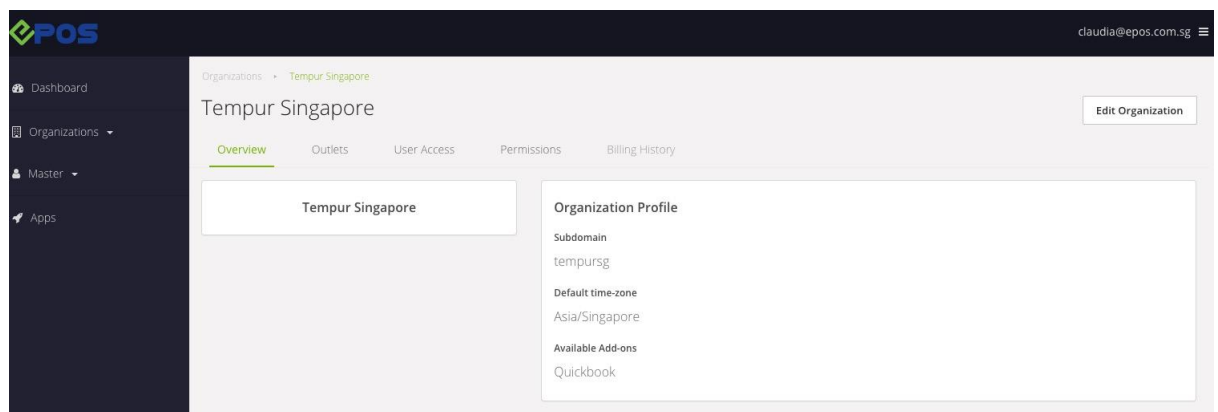 epos
claudia@epos.com.sg
Dashboard
Organizations
Master
Apps
Organizations • Tempur Singapore
Tempur Singapore
Edit Organization
Overview Outlets User Access Permissions Billing History
Tempur Singapore
Organization Profile
Subdomain
tempursg
Default time-zone
Asia/Singapore
Available Add-ons
Quickbook